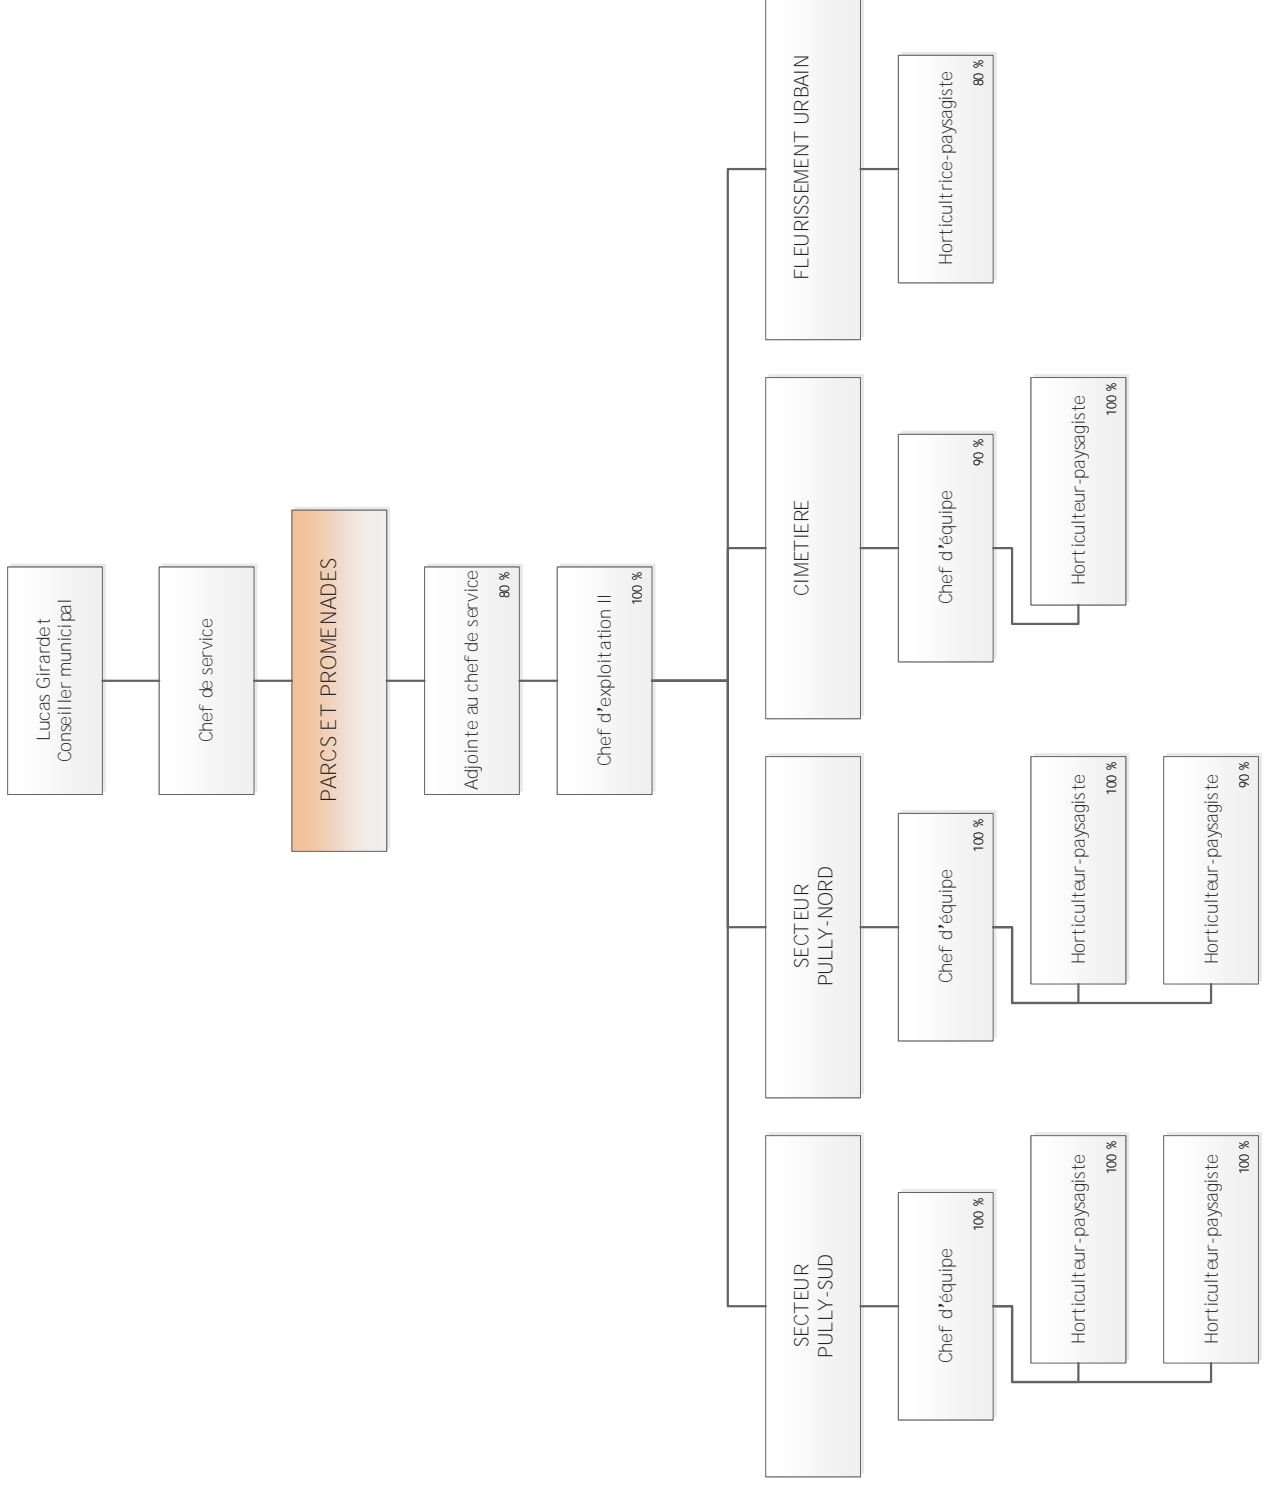 Lucas Girardet
Conseiller municipal
Chef de service
PARCS ET PROMENADES
Adjointe au chef de service
80 %
Chef d'exploitation II
100 %
SECTEUR
PULLY-SUD
Chef d'équipe
100 %
Horticulteur-paysagiste
100 %
Horticulteur-paysagiste
100 %
SECTEUR
PULLY-NORD
Chef d'équipe
100 %
Horticulteur-paysagiste
100 %
Horticulteur-paysagiste
90 %
CIMETIERE
Chef d'équipe
90 %
Horticulteur-paysagiste
100 %
FLEURISSEMENT URBAIN
Horticultrice-paysagiste
80 %